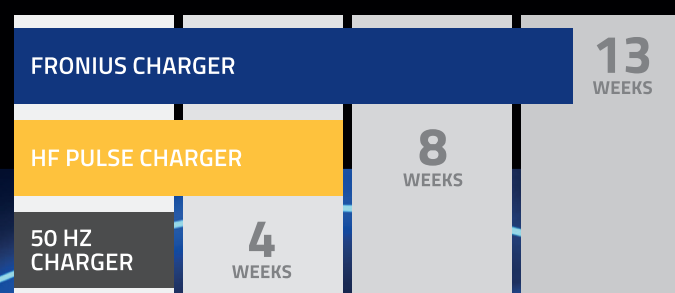 FRONIUS CHARGER
13
WEEKS
HF PULSE CHARGER
8
WEEKS
50 HZ
CHARGER
4
WEEKS